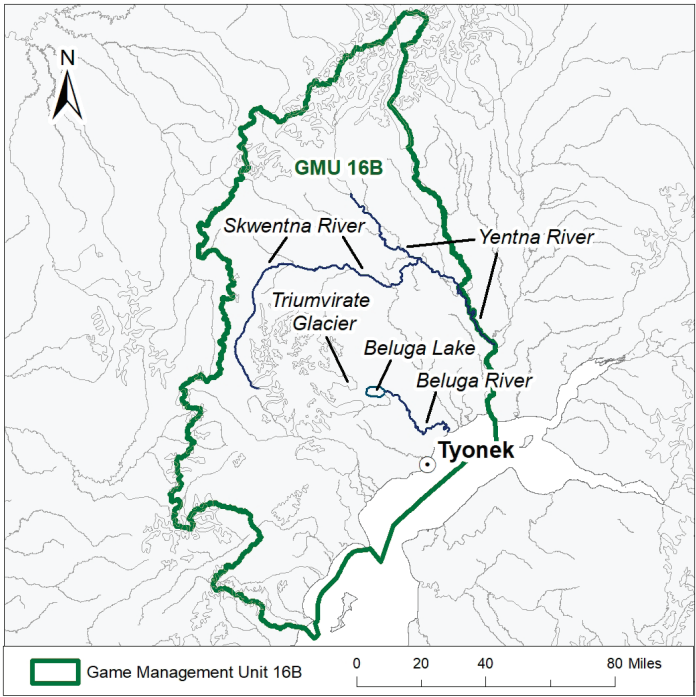 N
GMU 16B
Skwentna River
Yentna River
Triumvirate
Glacier
Beluga Lake
Beluga River
Tyonek
Game Management Unit 16B
0 20 40 80 Miles